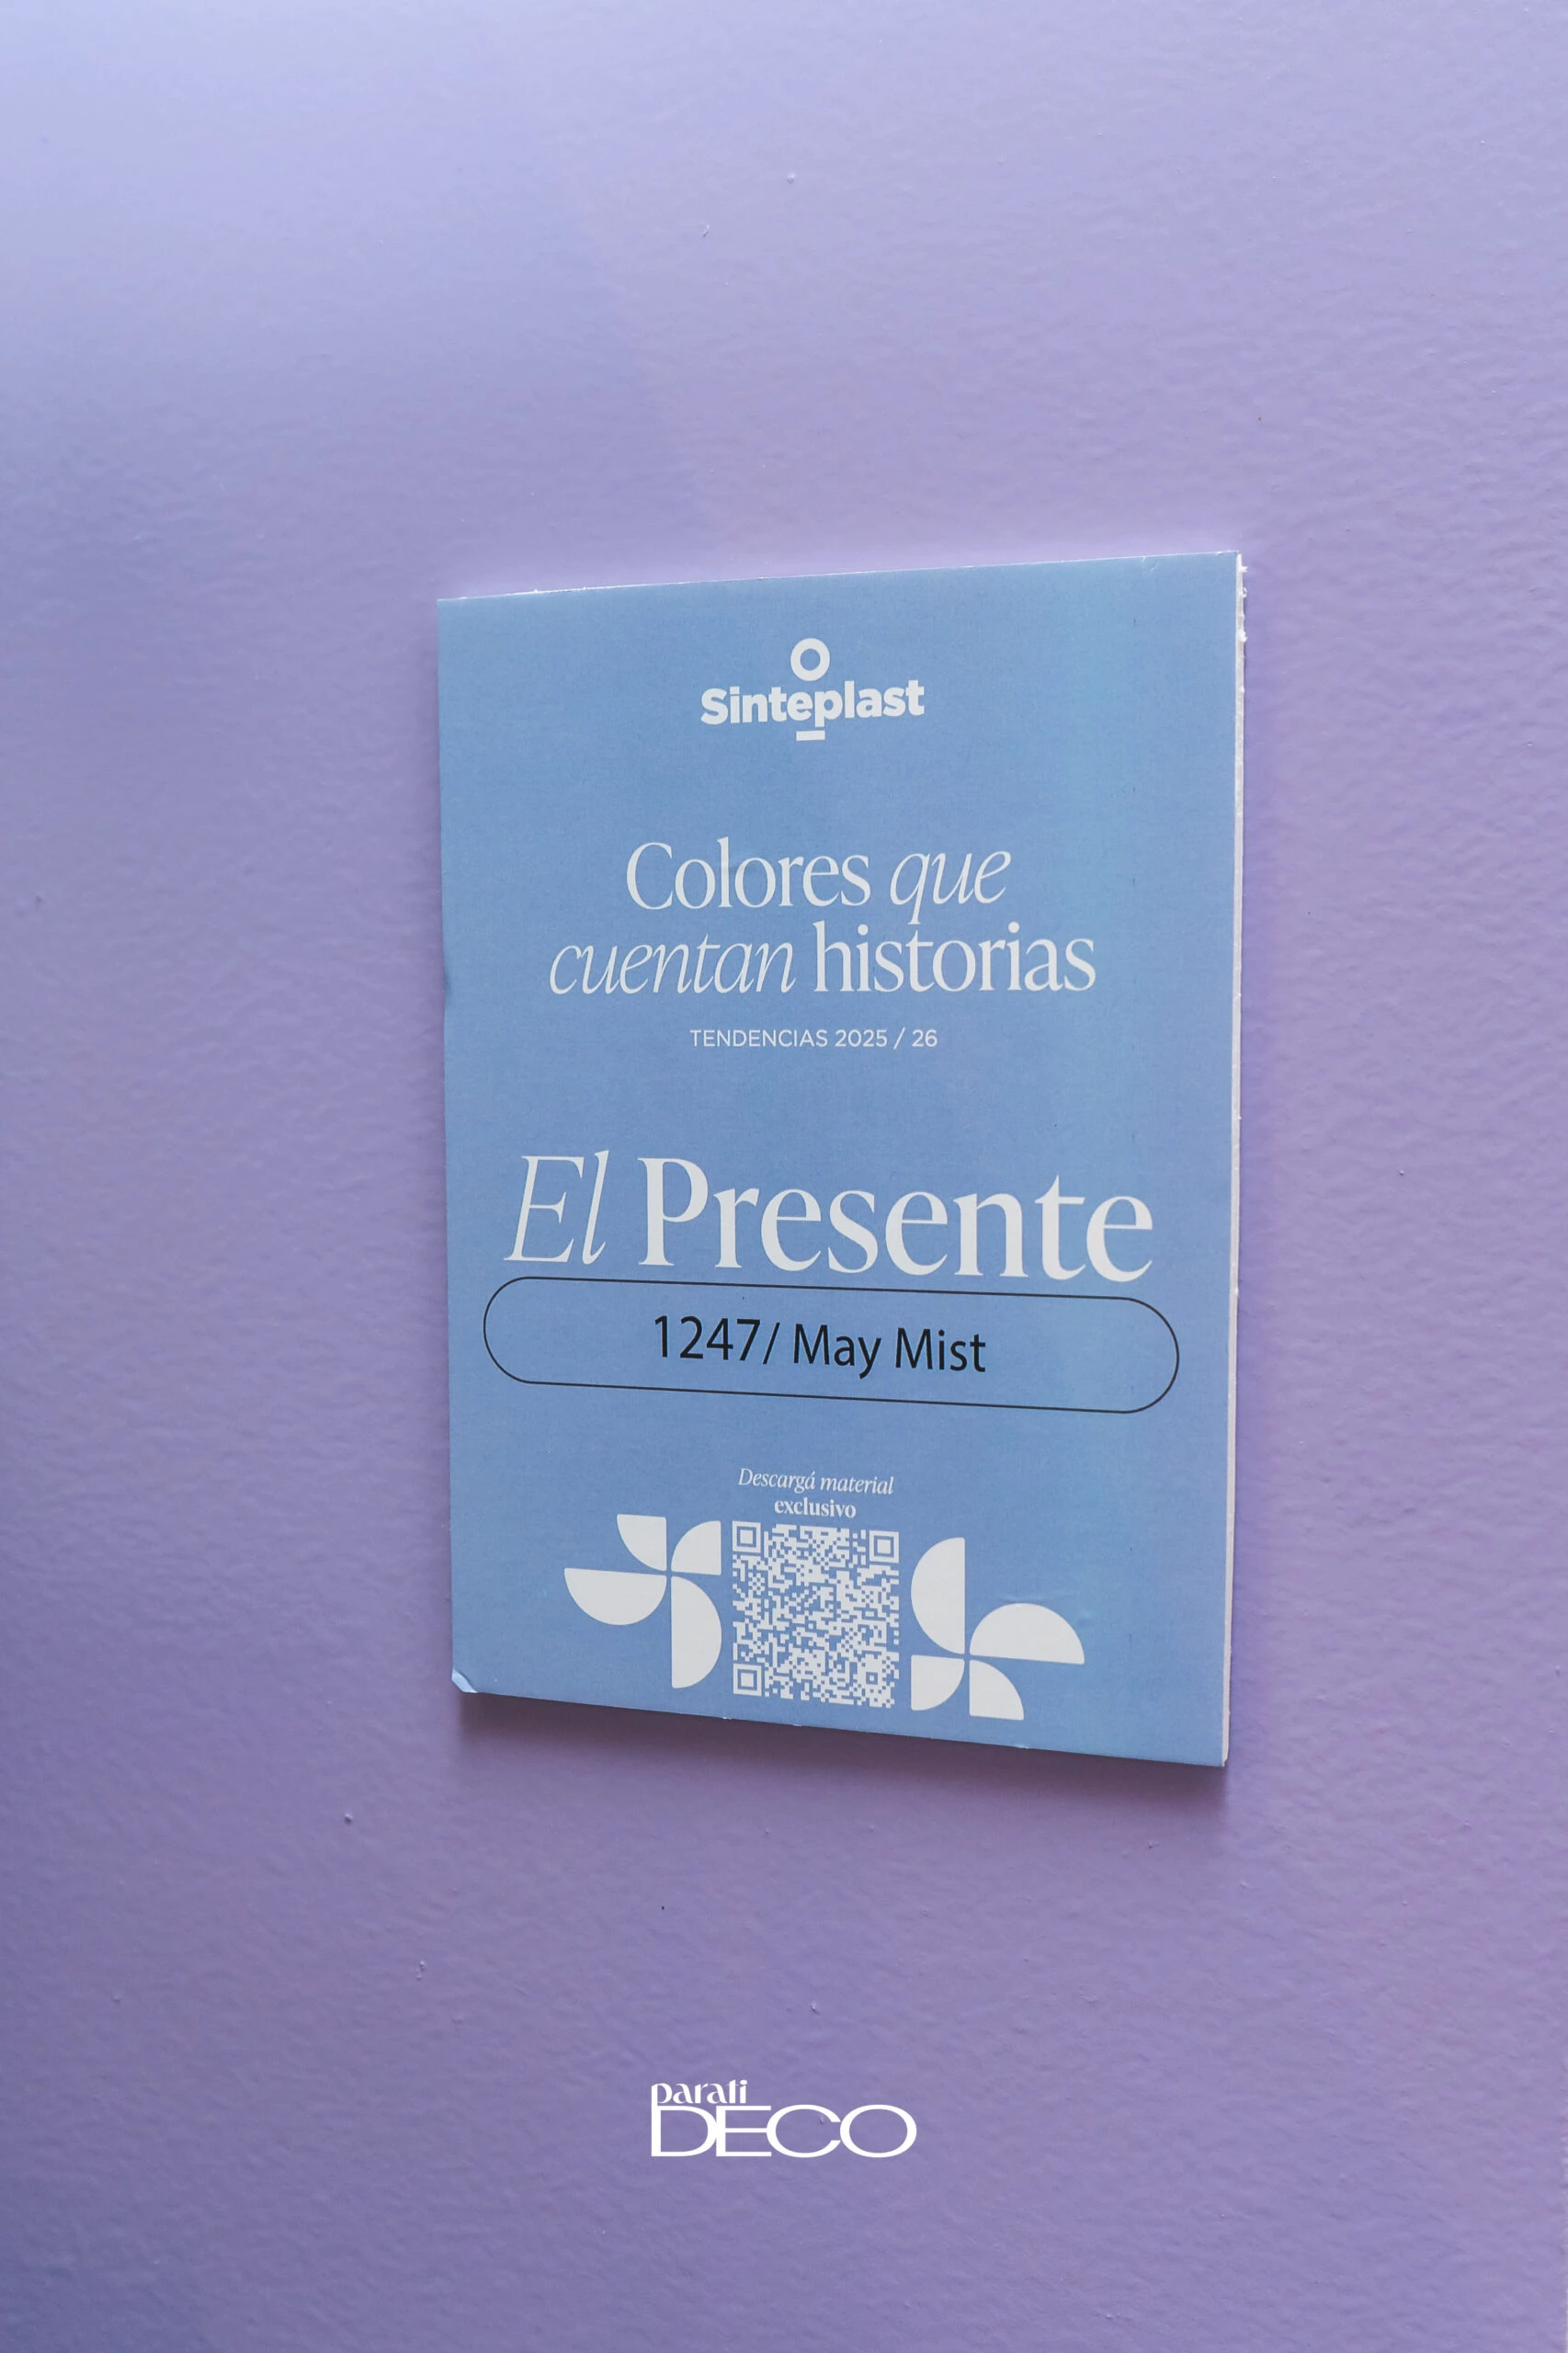 Sinteplast
Colores que
cuentan historias
TENDENCIAS 2025 / 26
El Presente
1247/ May Mist
Descargá material
exclusivo
parati
DECO